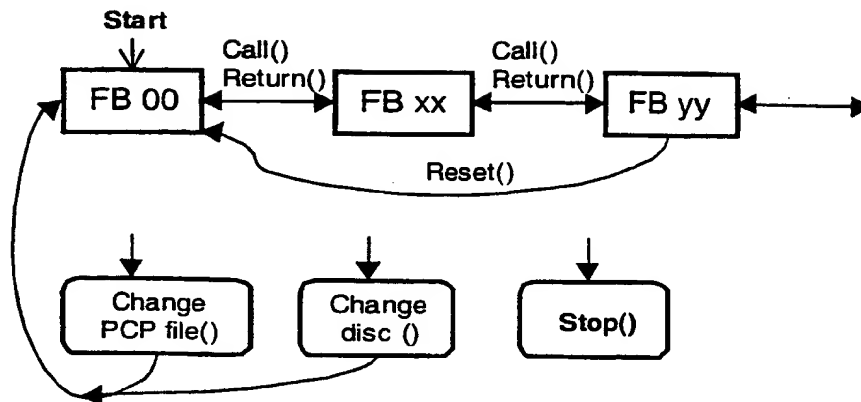 Start
Call()
Return()
Call()
Return()
FB 00
FB xx
FB yy
Reset()
Change
PCP file()
Change
disc ()
Stop()